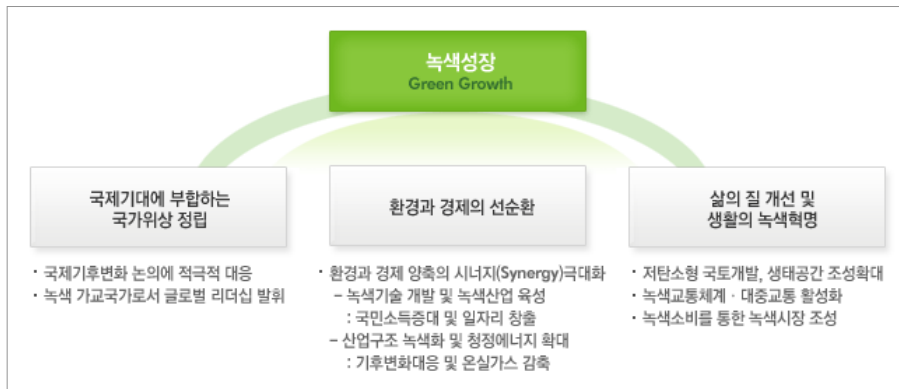 녹색성장
Green Growth
국제기대에 부합하는
국가위상 정립
· 국제기후변화 논의에 적극적 대응
· 녹색 가교국가로서 글로벌 리더십 발휘
환경과 경제의 선순환
· 환경과 경제 양축의 시너지(Synergy)극대화
– 녹색기술 개발 및 녹색산업 육성
: 국민소득증대 및 일자리 창출
– 산업구조 녹색화 및 청정에너지 확대
: 기후변화대응 및 온실가스 감축
삶의 질 개선 및
생활의 녹색혁명
· 저탄소형 국토개발, 생태공간 조성확대
· 녹색교통체계 · 대중교통 활성화
· 녹색소비를 통한 녹색시장 조성